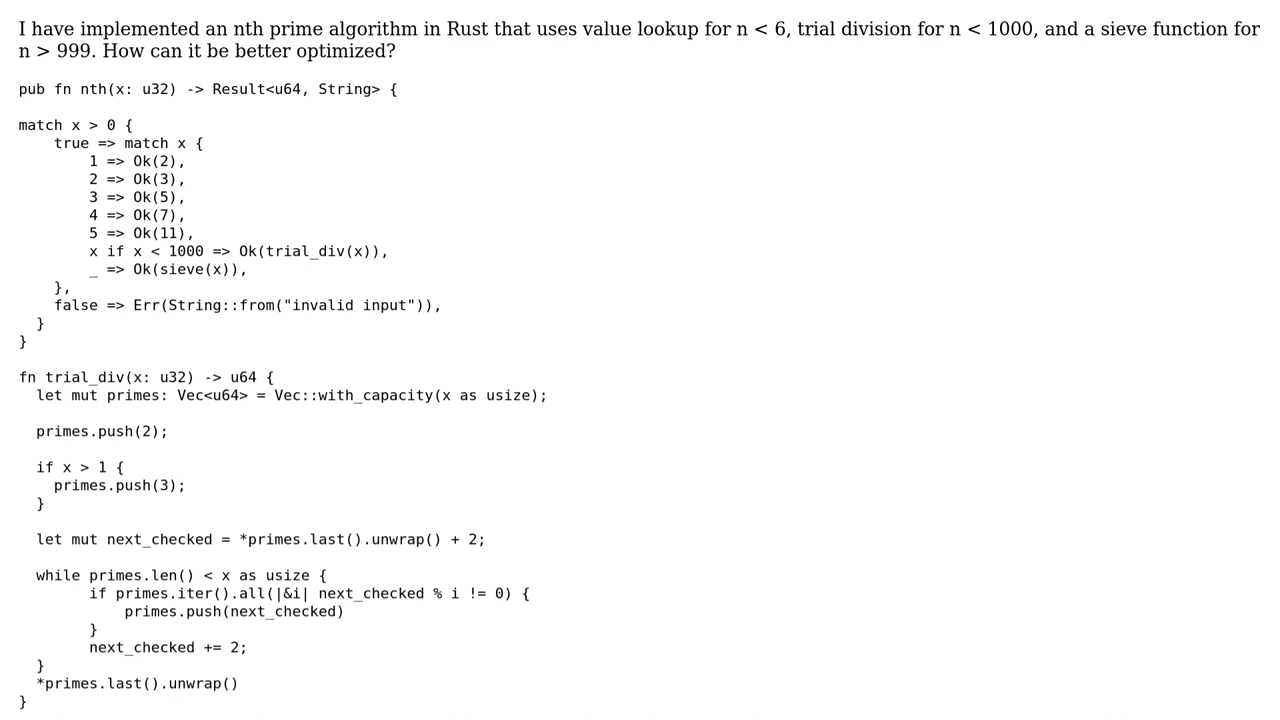 I have implemented an nth prime algorithm in Rust that uses value lookup for n < 6, trial division for n < 1000, and a sieve function for
n > 999. How can it be better optimized?
pub fn nth(x: u32) -> Result<u64, String> {
match x > 0 {
    true => match x {
        1 => Ok(2),
        2 => Ok(3),
        3 => Ok(5),
        4 => Ok(7),
        5 => Ok(11),
        x if x < 1000 => Ok(trial_div(x)),
        _ => Ok(sieve(x)),
    },
    false => Err(String::from("invalid input")),
  }
}
fn trial_div(x: u32) -> u64 {
  let mut primes: Vec<u64> = Vec::with_capacity(x as usize);
  primes.push(2);
  if x > 1 {
    primes.push(3);
  }
  let mut next_checked = *primes.last().unwrap() + 2;
  while primes.len() < x as usize {
        if primes.iter().all(|&i| next_checked % i != 0) {
            primes.push(next_checked)
        }
        next_checked += 2;
  }
  *primes.last().unwrap()
}